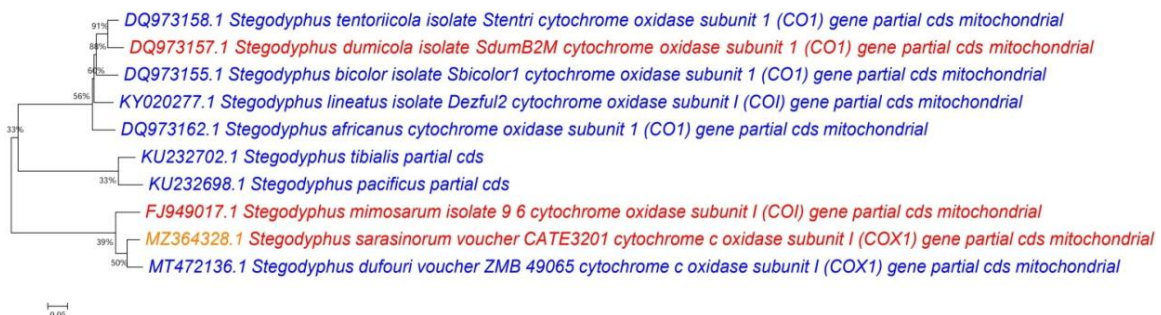 91%
DQ973158.1 Stegodyphus tentoriicola isolate Stentri cytochrome oxidase subunit 1 (CO1) gene partial cds mitochondrial
88%
DQ973157.1 Stegodyphus dumicola isolate SdumB2M cytochrome oxidase subunit 1 (CO1) gene partial cds mitochondrial
60%
DQ973155.1 Stegodyphus bicolor isolate Sbicolor1 cytochrome oxidase subunit 1 (CO1) gene partial cds mitochondrial
56%
KY020277.1 Stegodyphus lineatus isolate Dezful2 cytochrome oxidase subunit I (COI) gene partial cds mitochondrial
33%
DQ973162.1 Stegodyphus africanus cytochrome oxidase subunit 1 (CO1) gene partial cds mitochondrial
KU232702.1 Stegodyphus tibialis partial cds
33%
KU232698.1 Stegodyphus pacificus partial cds
FJ949017.1 Stegodyphus mimosarum isolate 9 6 cytochrome oxidase subunit I (COI) gene partial cds mitochondrial
39%
MZ364328.1 Stegodyphus sarasinorum voucher CATE3201 cytochrome c oxidase subunit I (COX1) gene partial cds mitochondrial
50%
MT472136.1 Stegodyphus dufouri voucher ZMB 49065 cytochrome c oxidase subunit I (COX1) gene partial cds mitochondrial
0.05